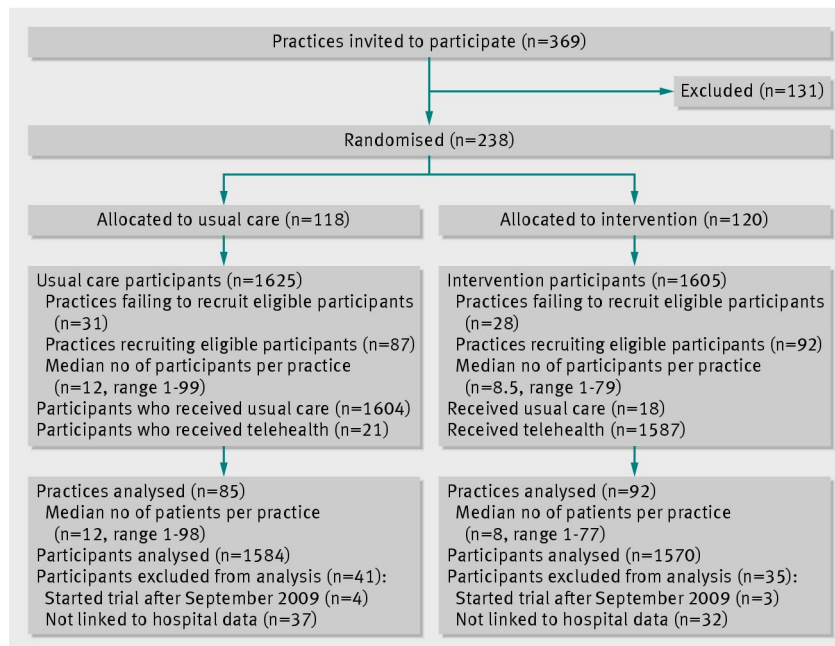 Practices invited to participate (n=369)
Excluded (n=131)
Randomised (n=238)
Allocated to usual care (n=118)
Allocated to intervention (n=120)
Usual care participants (n=1625)
Practices failing to recruit eligible participants
(n=31)
Practices recruiting eligible participants (n=87)
Median no of participants per practice
(n=12, range 1-99)
Participants who received usual care (n=1604)
Participants who received telehealth (n=21)
Intervention participants (n=1605)
Practices failing to recruit eligible participants
(n=28)
Practices recruiting eligible participants (n=92)
Median no of participants per practice
(n=8.5, range 1-79)
Received usual care (n=18)
Received telehealth (n=1587)
Practices analysed (n=85)
Median no of patients per practice
(n=12, range 1-98)
Participants analysed (n=1584)
Participants excluded from analysis (n=41):
Started trial after September 2009 (n=4)
Not linked to hospital data (n=37)
Practices analysed (n=92)
Median no of patients per practice
(n=8, range 1-77)
Participants analysed (n=1570)
Participants excluded from analysis (n=35):
Started trial after September 2009 (n=3)
Not linked to hospital data (n=32)